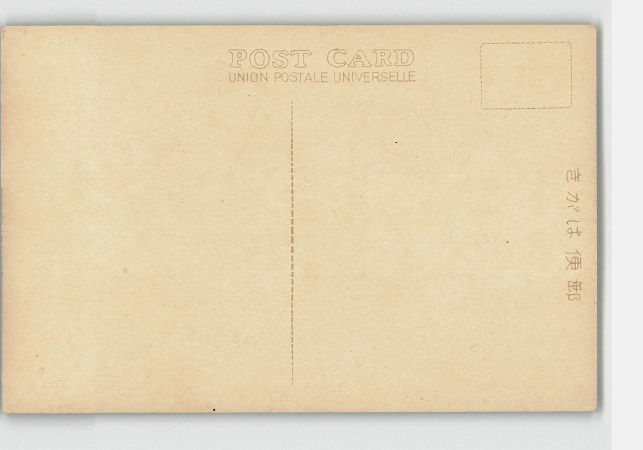 POST CARD
UNION POSTALE UNIVERSELLE
きがは便郵